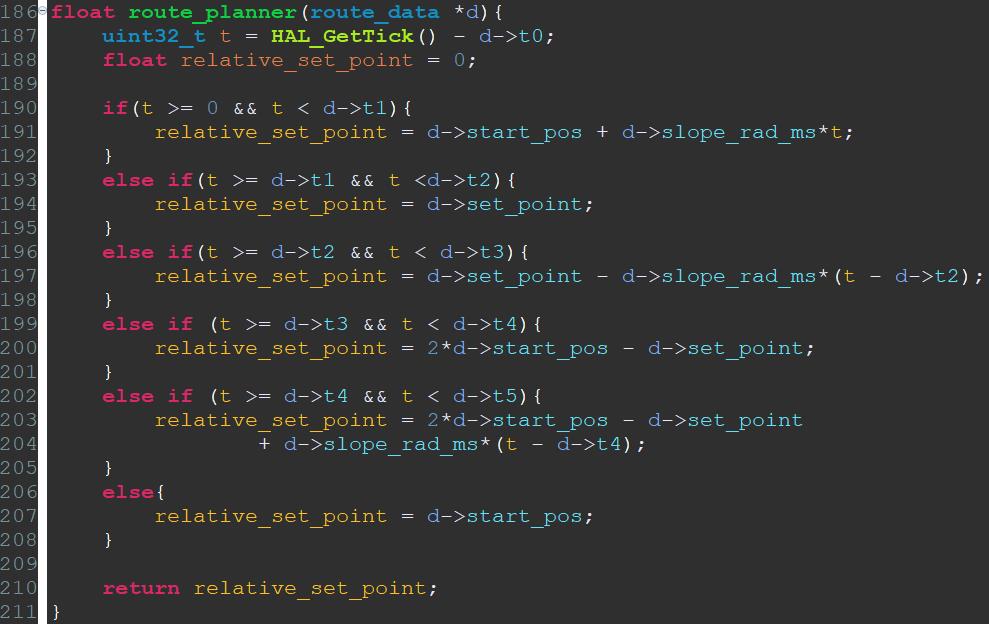 186 float route_planner(route_data *d){
187     uint32_t t = HAL_GetTick() - d->t0;
188     float relative_set_point = 0;
189
190     if(t >= 0 && t < d->t1){
191         relative_set_point = d->start_pos + d->slope_rad_ms*t;
192     }
193     else if(t >= d->t1 && t <d->t2){
194         relative_set_point = d->set_point;
195     }
196     else if(t >= d->t2 && t < d->t3){
197         relative_set_point = d->set_point - d->slope_rad_ms*(t - d->t2);
198     }
199     else if (t >= d->t3 && t < d->t4){
200         relative_set_point = 2*d->start_pos - d->set_point;
201     }
202     else if (t >= d->t4 && t < d->t5){
203         relative_set_point = 2*d->start_pos - d->set_point
204                 + d->slope_rad_ms*(t - d->t4);
205     }
206     else{
207         relative_set_point = d->start_pos;
208     }
209
210     return relative_set_point;
211 }